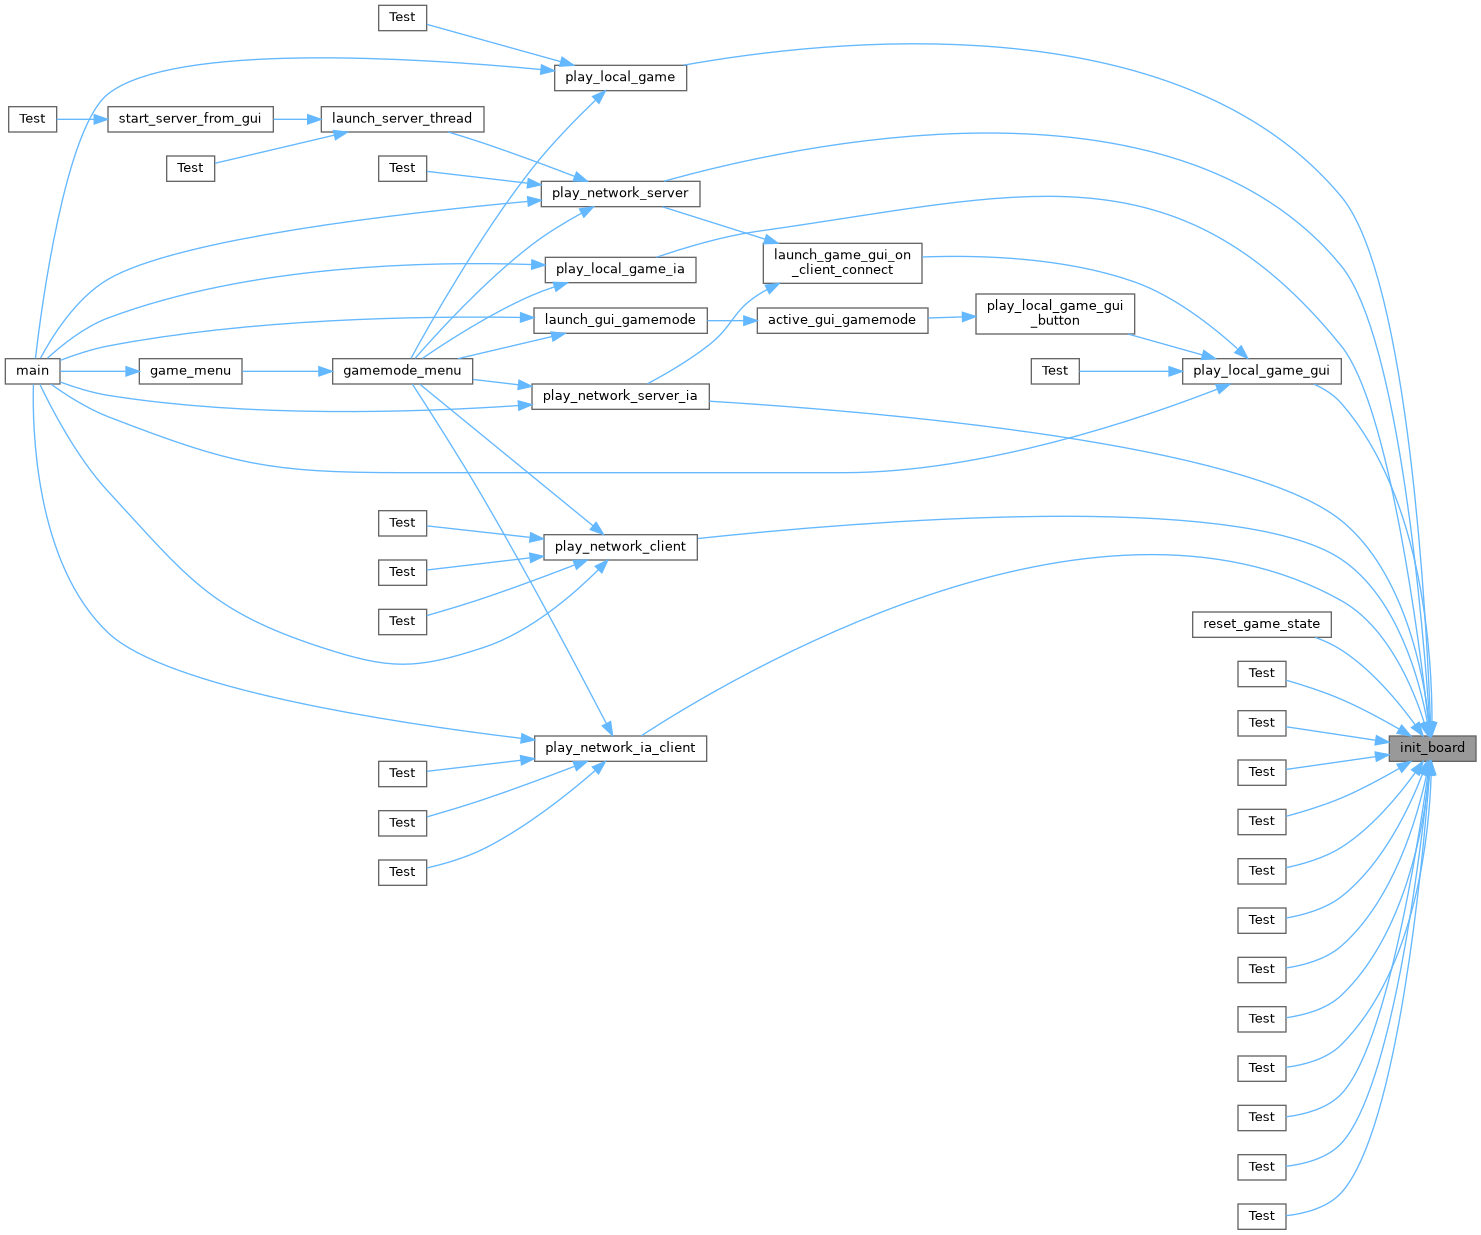 Test
play_local_game
Test
start_server_from_gui
launch_server_thread
Test
Test
play_network_server
launch_game_gui_on
_client_connect
play_local_game_ia
play_local_game_gui
_button
launch_gui_gamemode
active_gui_gamemode
main
game_menu
gamemode_menu
Test
play_local_game_gui
play_network_server_ia
Test
play_network_client
Test
Test
reset_game_state
Test
Test
play_network_ia_client
init_board
Test
Test
Test
Test
Test
Test
Test
Test
Test
Test
Test
Test
Test